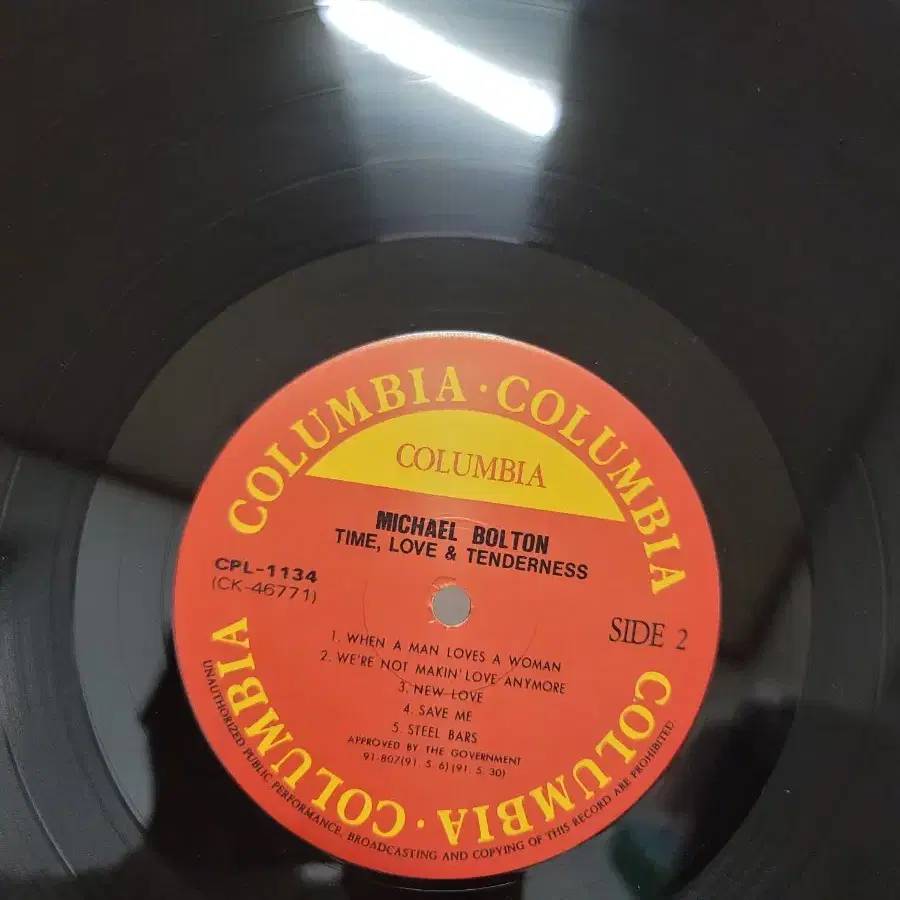 COLUMBIA · COLUMBIA
COLUMBIA
MICHAEL BOLTON
TIME, LOVE & TENDERNESS
CPL-1134
(CK-46771)
SIDE 2
1. WHEN A MAN LOVES A WOMAN
2. WE'RE NOT MAKIN' LOVE ANYMORE
3. NEW LOVE
4. SAVE ME
5. STEEL BARS
APPROVED BY THE GOVERNMENT
91-807(91. 5. 6)(91. 5. 30)
COLUMBIA · COLUMBIA · COLUMBIA
UNAUTHORIZED PUBLIC PERFORMANCE, BROADCASTING AND COPYING OF THIS RECORD ARE PROHIBITED.